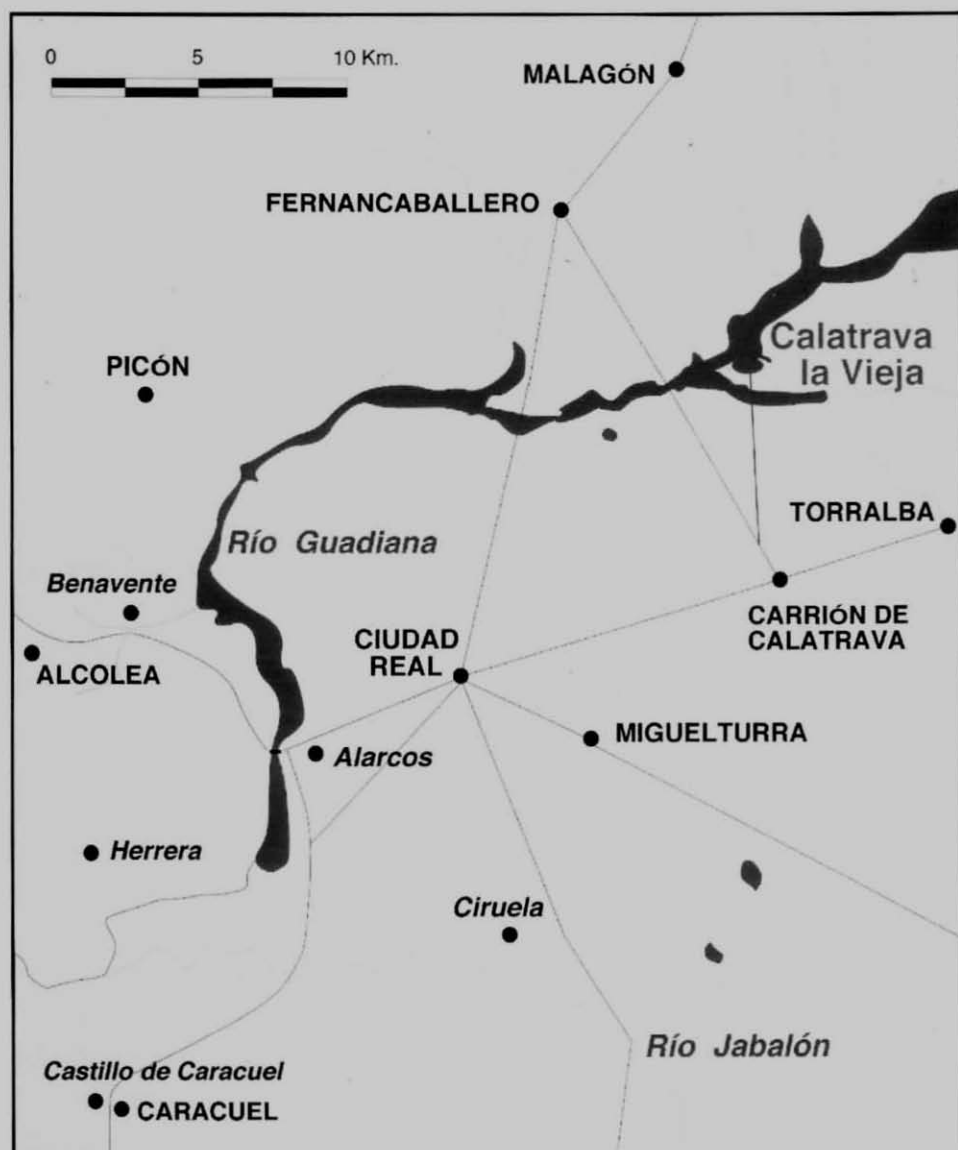 0 5 10 Km.
MALAGÓN
FERNANCABALLERO
Calatrava
la Vieja
PICÓN
TORRALBA
Río Guadiana
Benavente
CARRIÓN DE
CALATRAVA
CIUDAD
REAL
ALCOLEA
MIGUELTURRA
Alarcos
Herrera
Ciruela
Río Jabalón
Castillo de Caracuel
CARACUEL